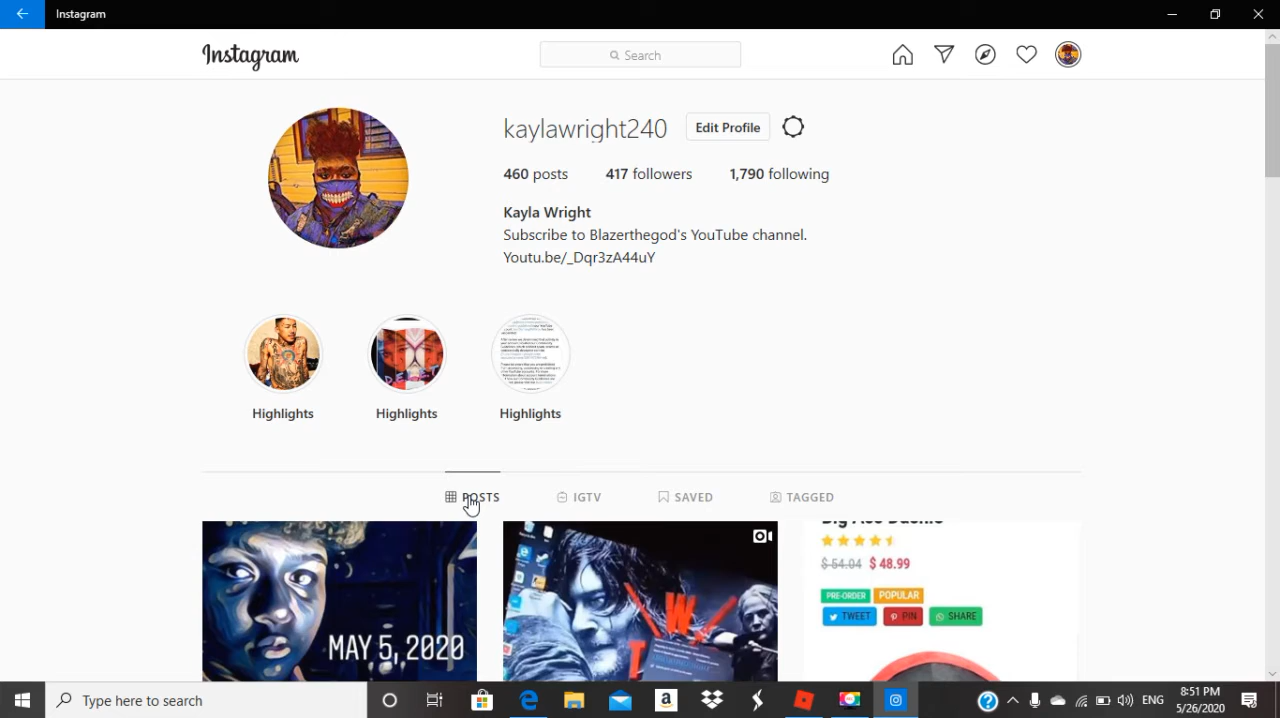 Instagram
Instagram
Search
kaylawright240
Edit Profile
460 posts 417 followers 1,790 following
Kayla Wright
Subscribe to Blazerthegod's YouTube channel.
Youtu.be/_Dqr3zA44uY
Highlights Highlights Highlights
POSTS IGTV SAVED TAGGED
MAY 5, 2020
$ 54.04 $ 48.99
PRE-ORDER POPULAR
TWEET PIN SHARE
Type here to search
ENG
8:51 PM
5/26/2020